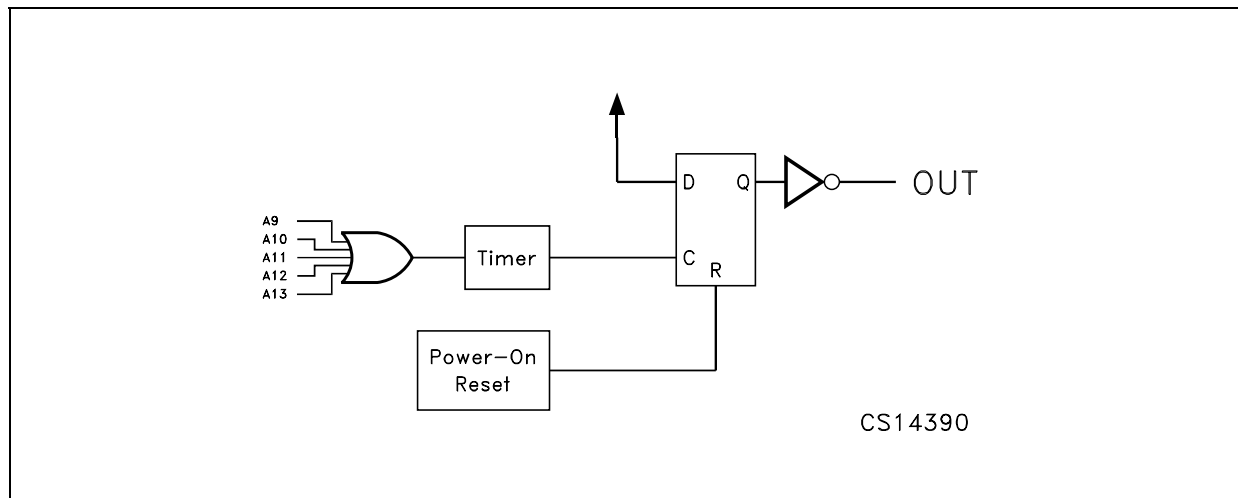 D
Q
OUT
A9
A10
A11
A12
A13
Timer
C
R
Power-On
Reset
CS14390